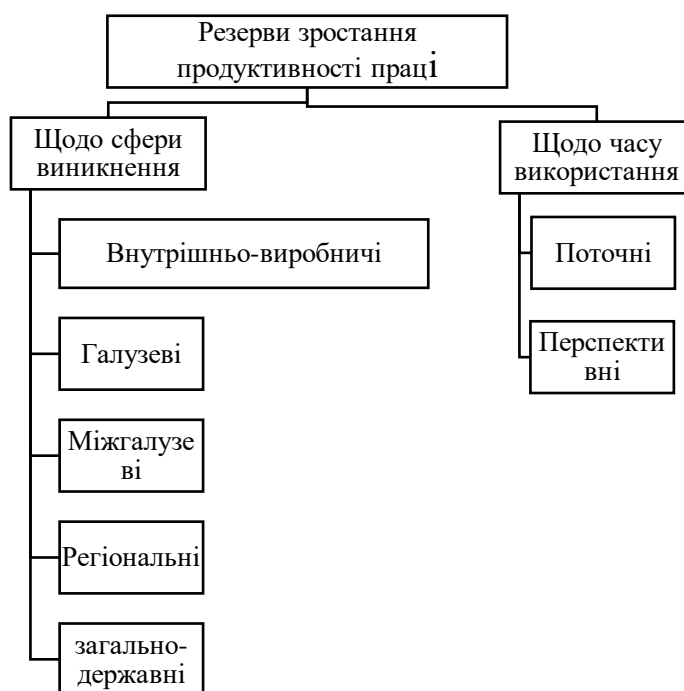 Резерви зростання
продуктивності праці
Щодо сфери
виникнення
Внутрішньо-виробничі
Галузеві
Міжгалузе
ві
Регіональні
загально-
державні
Щодо часу
використання
Поточні
Перспекти
вні